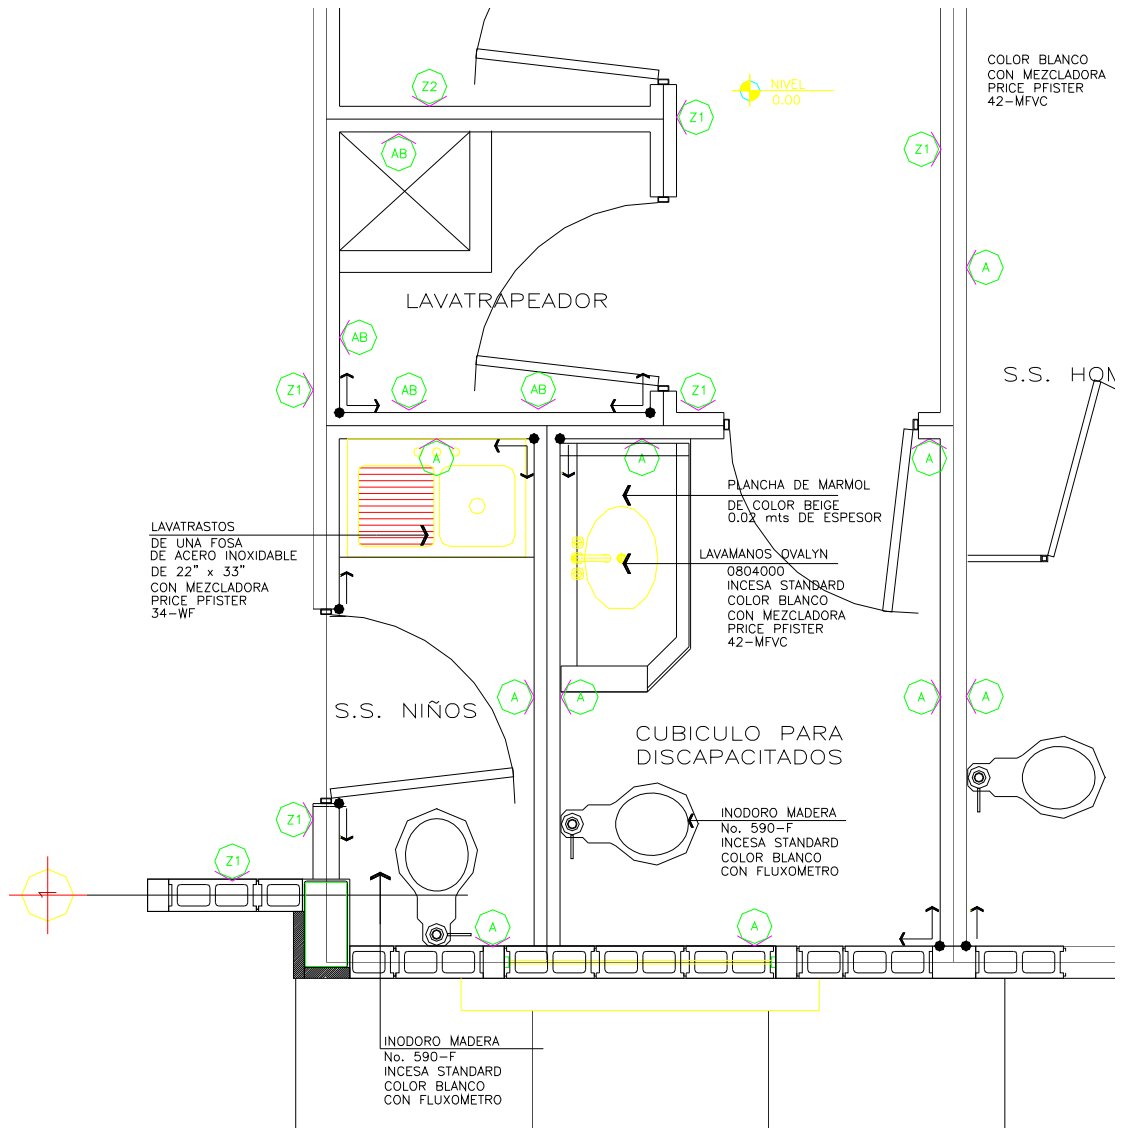 COLOR BLANCO
CON MEZCLADORA
PRICE PFISTER
42-MFVC
Z2
NIVEL
0.00
Z1
Z1
AB
A
LAVATRAPEADOR
AB
S.S. HOM
Z1
AB
AB
Z1
A
A
A
PLANCHA DE MARMOL
DE COLOR BEIGE
0.02 mts DE ESPESOR
LAVATRASTOS
DE UNA FOSA
DE ACERO INOXIDABLE
DE 22" x 33"
CON MEZCLADORA
PRICE PFISTER
34-WF
LAVAMANOS OVALYN
0804000
INCESA STANDARD
COLOR BLANCO
CON MEZCLADORA
PRICE PFISTER
42-MFVC
A
A
A
A
S.S. NIÑOS
CUBICULO PARA
DISCAPACITADOS
Z1
INODORO MADERA
No. 590-F
INCESA STANDARD
COLOR BLANCO
CON FLUXOMETRO
Z1
A
A
INODORO MADERA
No. 590-F
INCESA STANDARD
COLOR BLANCO
CON FLUXOMETRO